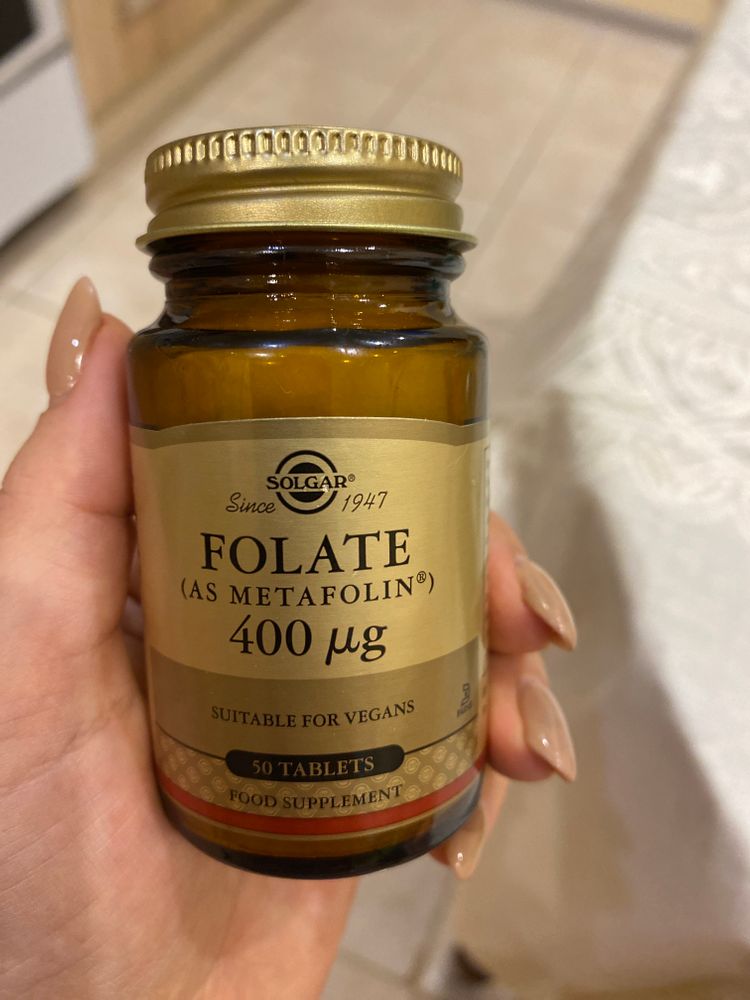 SOLGAR®
Since 1947
FOLATE
(AS METAFOLIN®)
400 µg
SUITABLE FOR VEGANS
50 TABLETS
FOOD SUPPLEMENT